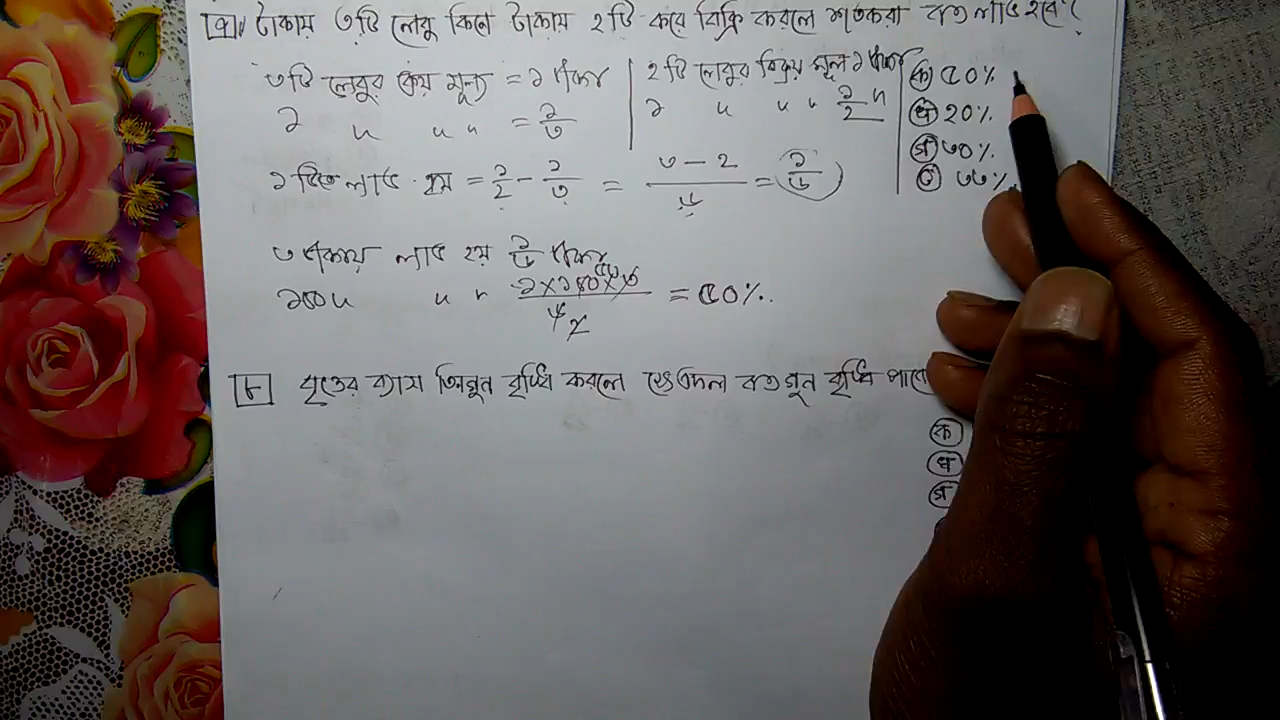 ৭। টাকায় ৩টি লেবু কিনে টাকায় ২টি করে বিক্রি করলে শতকরা কত লাভ হবে?
৩টি লেবুর ক্রয় মূল্য = ১ টাকা
১ " " " = ১/৩
২টি লেবুর বিক্রয় মূল্য ১ টাকা
১ " " " ১/২ "
ক ৫০%
খ ২০%
গ ৩০%
ঘ ৩৩%
১টিতে লাভ হয় = ১/২ - ১/৩ = ৩ - ২/৬ = ১/৬
১/৩ টাকায় লাভ হয় ১/৬ টাকা
১০০ " " " ১×১০০×৩/৬ = ৫০%
৮ বৃত্তের ব্যাস তিনগুন বৃদ্ধি করলে ক্ষেত্রফল কতগুন বৃদ্ধি পাবে
ক
খ
গ